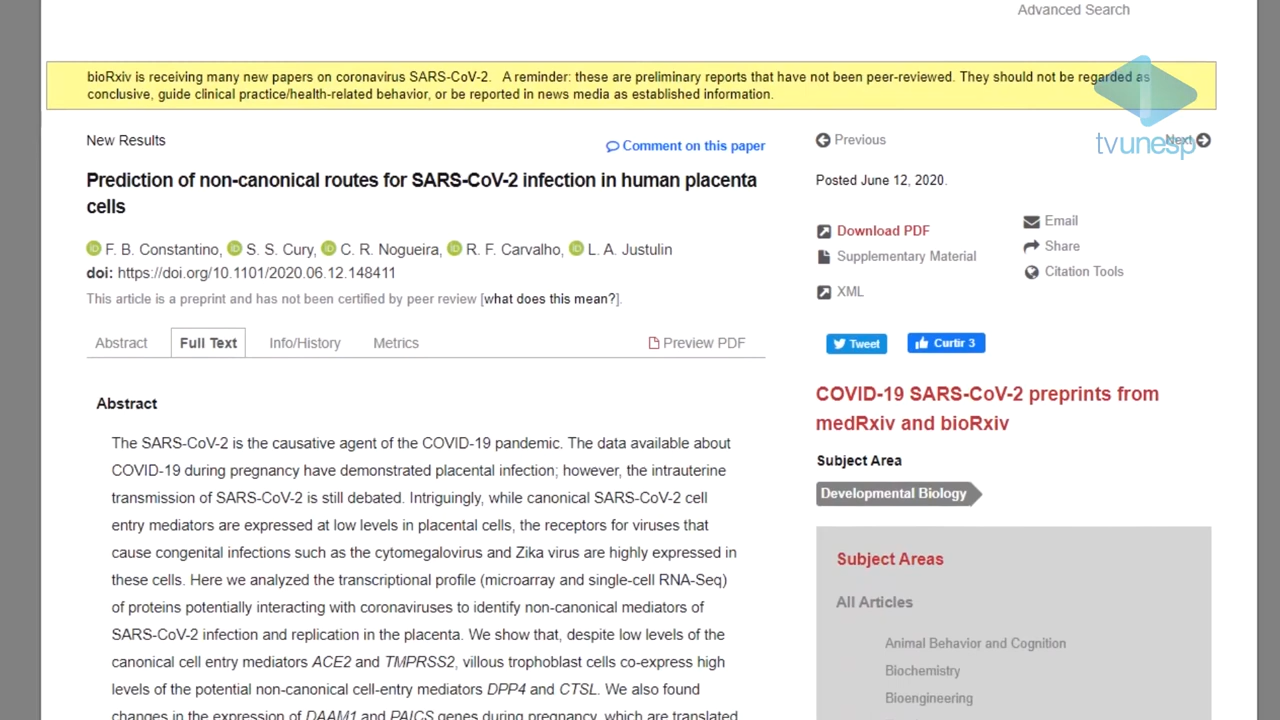 Advanced Search
bioRxiv is receiving many new papers on coronavirus SARS-CoV-2. A reminder: these are preliminary reports that have not been peer-reviewed. They should not be regarded as
conclusive, guide clinical practice/health-related behavior, or be reported in news media as established information.
tvunesp
New Results
Comment on this paper
Prediction of non-canonical routes for SARS-CoV-2 infection in human placenta
cells
F. B. Constantino, S. S. Cury, C. R. Nogueira, R. F. Carvalho, L. A. Justulin
doi: https://doi.org/10.1101/2020.06.12.148411
This article is a preprint and has not been certified by peer review [what does this mean?].
Abstract
Full Text
Info/History
Metrics
Preview PDF
Abstract
The SARS-CoV-2 is the causative agent of the COVID-19 pandemic. The data available about
COVID-19 during pregnancy have demonstrated placental infection; however, the intrauterine
transmission of SARS-CoV-2 is still debated. Intriguingly, while canonical SARS-CoV-2 cell
entry mediators are expressed at low levels in placental cells, the receptors for viruses that
cause congenital infections such as the cytomegalovirus and Zika virus are highly expressed in
these cells. Here we analyzed the transcriptional profile (microarray and single-cell RNA-Seq)
of proteins potentially interacting with coronaviruses to identify non-canonical mediators of
SARS-CoV-2 infection and replication in the placenta. We show that, despite low levels of the
canonical cell entry mediators ACE2 and TMPRSS2, villous trophoblast cells co-express high
levels of the potential non-canonical cell-entry mediators DPP4 and CTSL. We also found
changes in the expression of DAAM1 and PAICS genes during pregnancy, which are translated
Previous
Next
Posted June 12, 2020.
Download PDF
Supplementary Material
XML
Email
Share
Citation Tools
Tweet
Curtir 3
COVID-19 SARS-CoV-2 preprints from
medRxiv and bioRxiv
Subject Area
Developmental Biology
Subject Areas
All Articles
Animal Behavior and Cognition
Biochemistry
Bioengineering